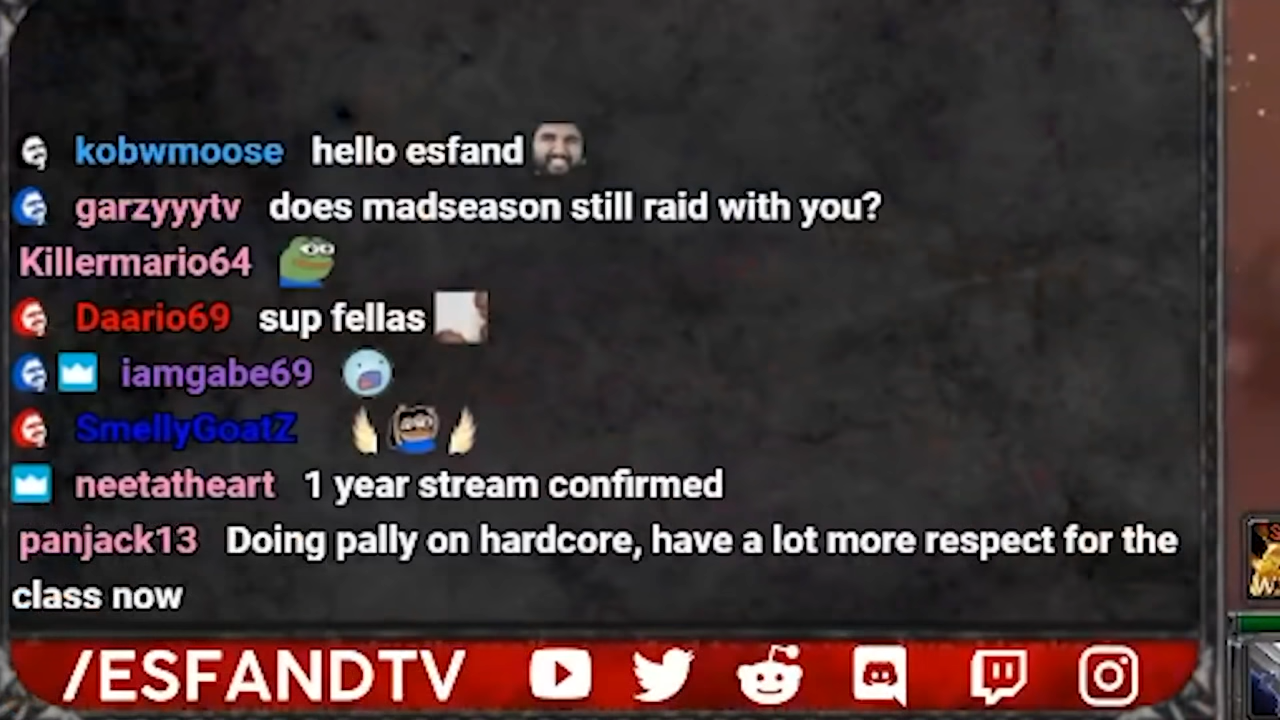 kobwmoose hello esfand
garzyyytv does madseason still raid with you?
Killermario64
Daario69 sup fellas
iamgabe69
SmellyGoatZ
neetatheart 1 year stream confirmed
panjack13 Doing pally on hardcore, have a lot more respect for the
class now
/ESFANDTV